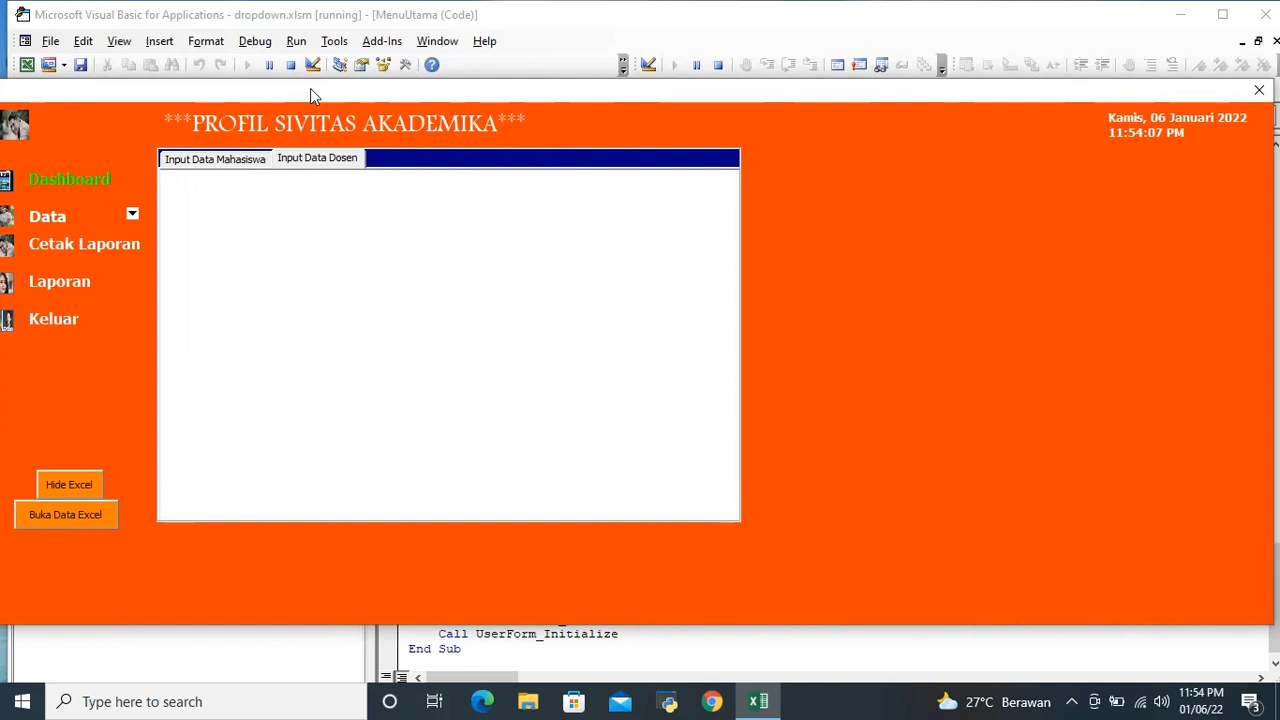 Microsoft Visual Basic for Applications - dropdown.xlsm [running] - [MenuUtama (Code)]
File Edit View Insert Format Debug Run Tools Add-Ins Window Help
***PROFIL SIVITAS AKADEMIKA***
Kamis, 06 Januari 2022
11:54:07 PM
Input Data Mahasiswa Input Data Dosen
Dashboard
Data
Cetak Laporan
Laporan
Keluar
Hide Excel
Buka Data Excel
Call UserForm_Initialize
End Sub
Type here to search
27°C Berawan
11:54 PM
01/06/22
3